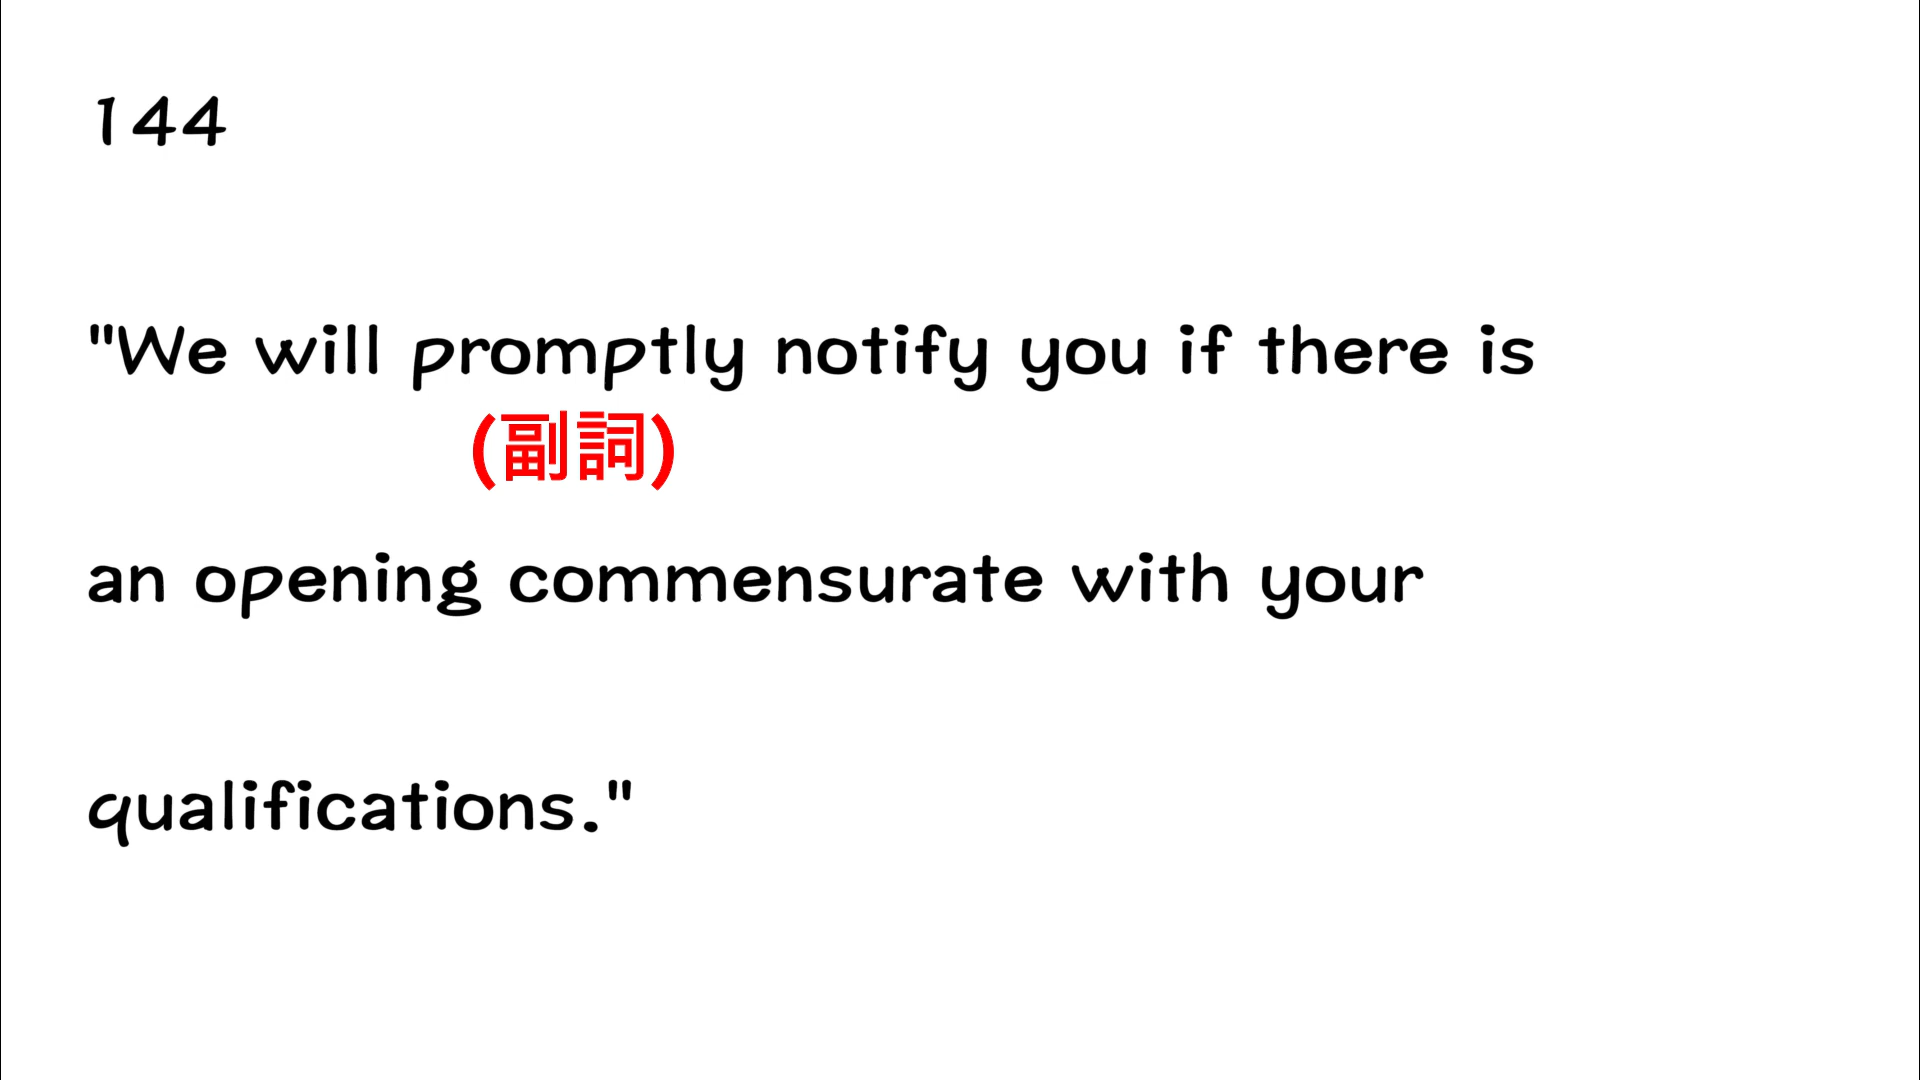 144
"We will promptly notify you if there is
(副詞)
an opening commensurate with your
qualifications."